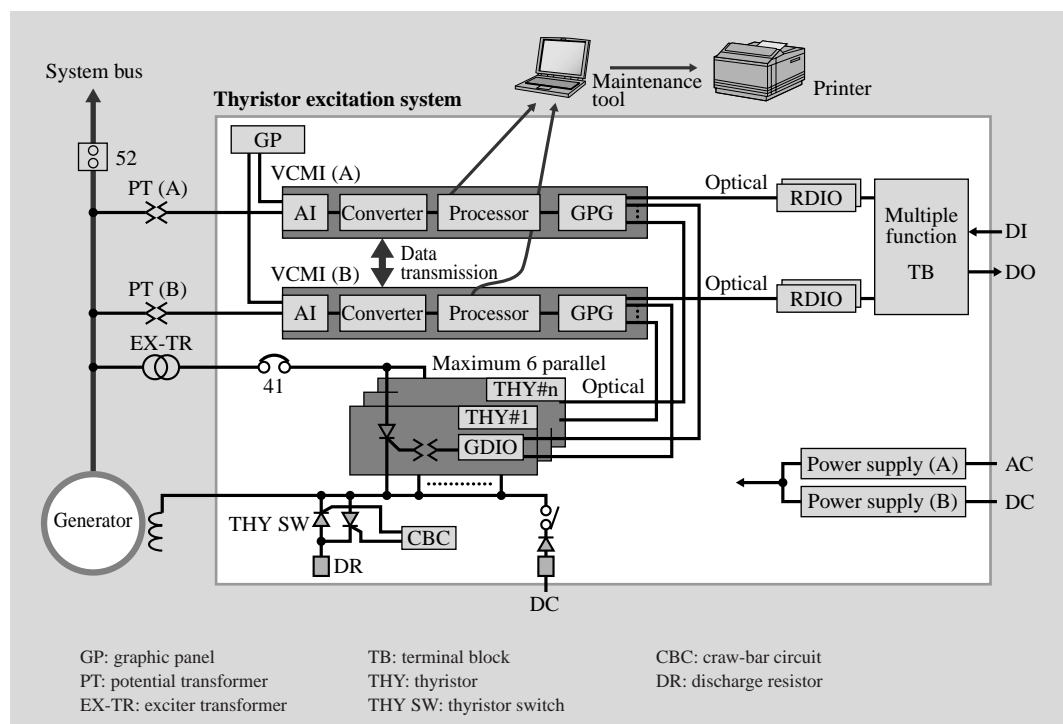 System bus
Maintenance
tool
Printer
Thyristor excitation system
GP
52
VCMI (A)
PT (A)
AI
Converter
Processor
GPG
Optical
RDIO
Multiple
function
TB
DI
DO
Data
transmission
VCMI (B)
PT (B)
AI
Converter
Processor
GPG
Optical
RDIO
EX-TR
41
Maximum 6 parallel
THY#n
Optical
THY#1
GDIO
Power supply (A)
AC
Power supply (B)
DC
Generator
THY SW
CBC
DR
DC
GP: graphic panel
PT: potential transformer
EX-TR: exciter transformer
TB: terminal block
THY: thyristor
THY SW: thyristor switch
CBC: craw-bar circuit
DR: discharge resistor